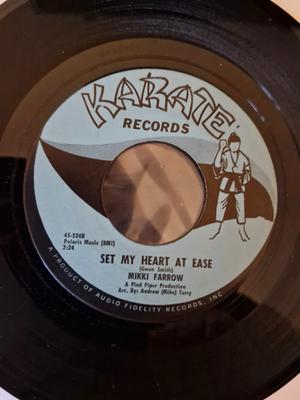 KARATE
RECORDS
45-524B
Polaris Music (BMI)
2:24
SET MY HEART AT EASE
(Gwen Smith)
MIKKI FARROW
A Pied Piper Production
Arr. By: Andrew (Mike) Terry
A PRODUCT OF AUDIO FIDELITY RECORDS, INC.